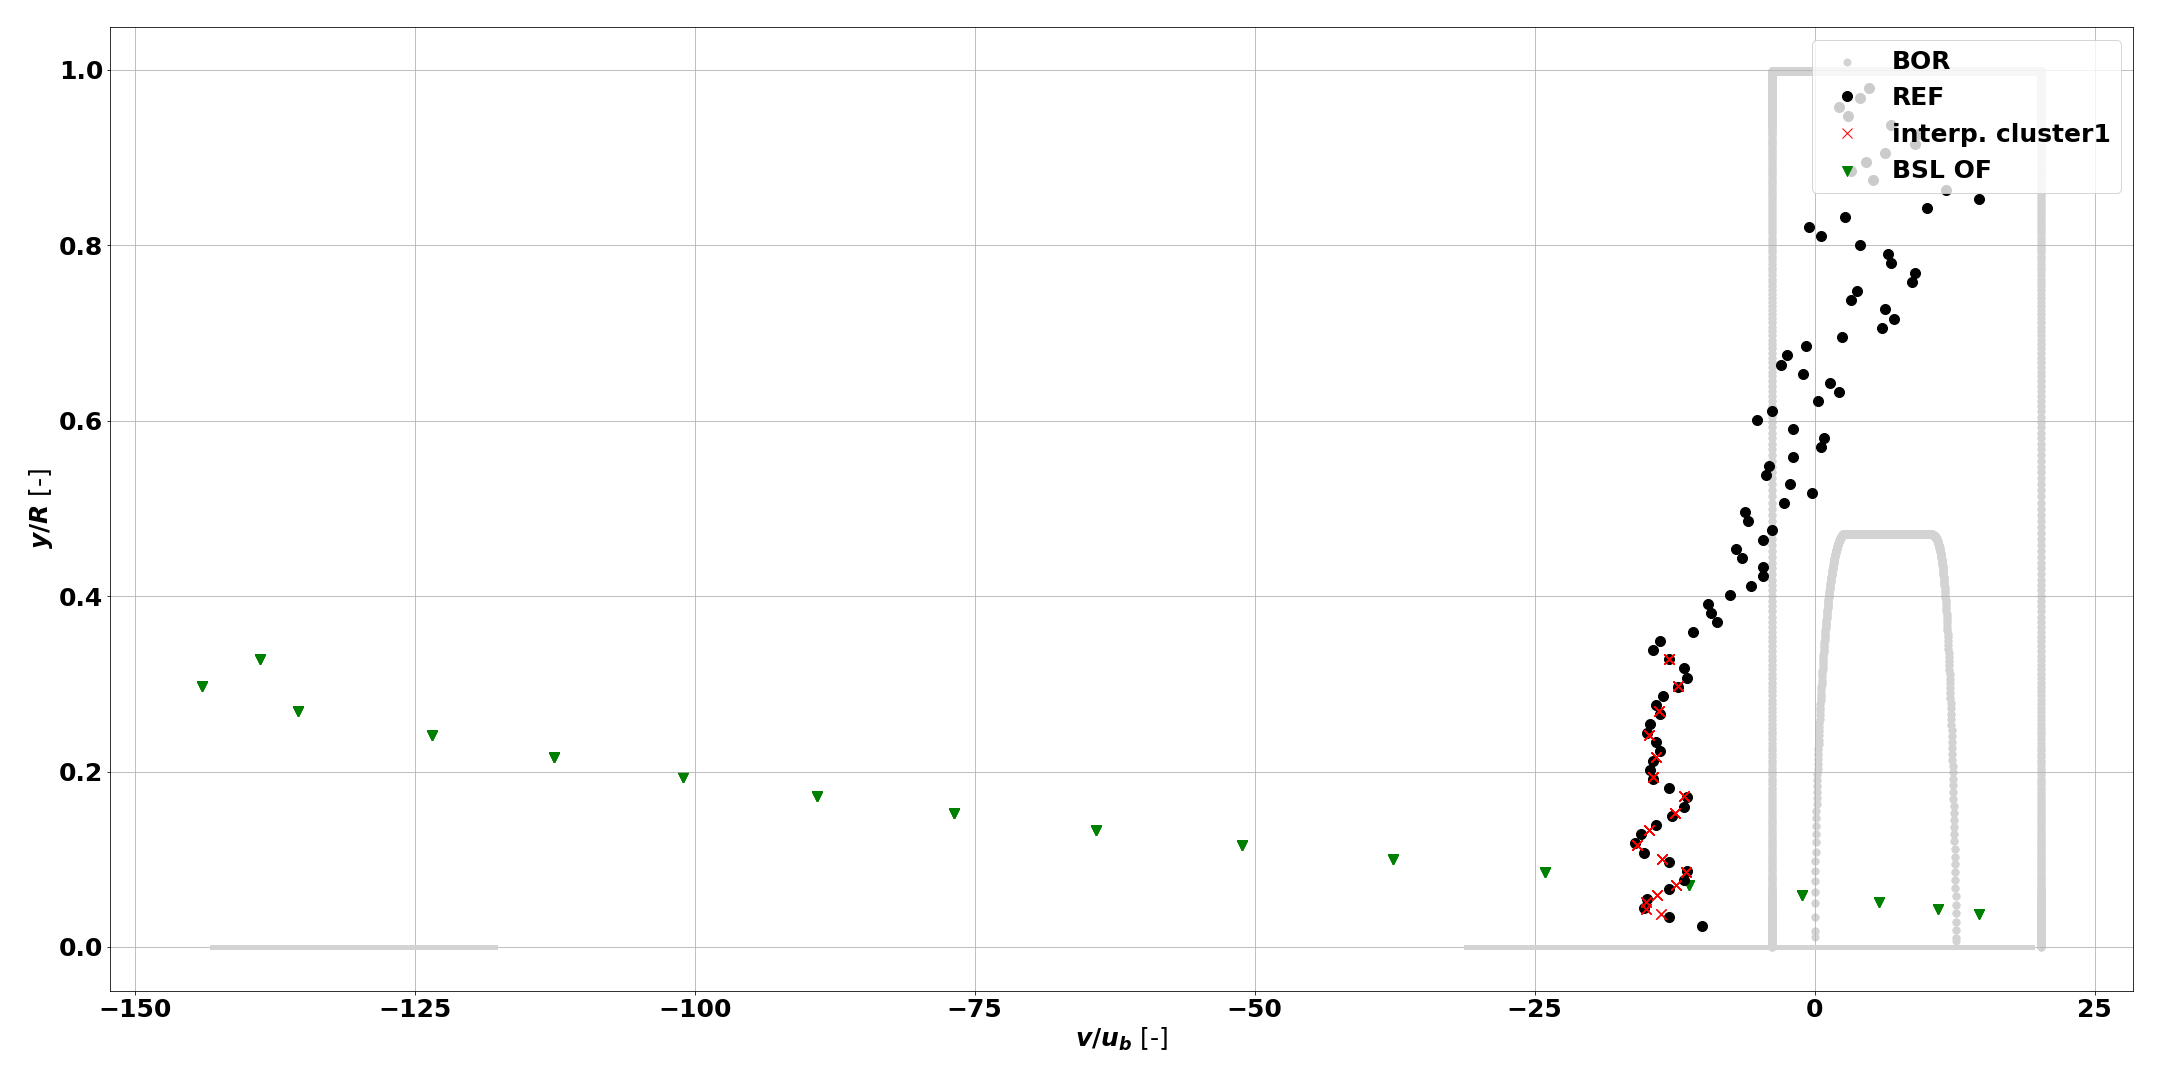 1.0
0.8
0.6
0.4
0.2
0.0
y/R [-]
BOR
REF
interp. cluster1
BSL OF
−150 −125 −100 −75 −50 −25 0 25
v/u_b [-]